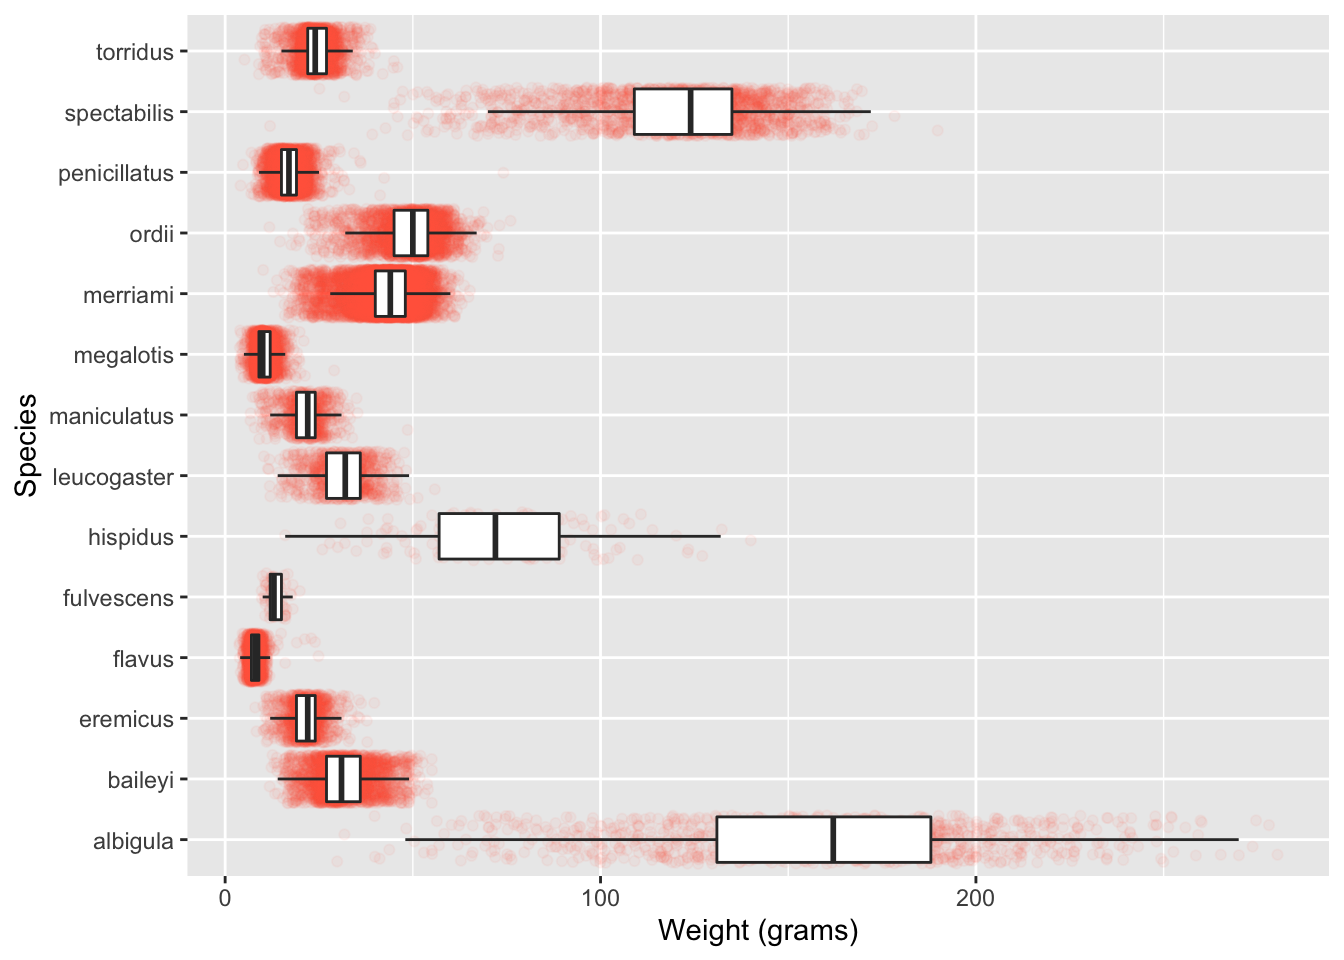 torridus
spectabilis
penicillatus
ordii
merriami
megalotis
maniculatus
leucogaster
hispidus
fulvescens
flavus
eremicus
baileyi
albigula
Species
0 100 200
Weight (grams)